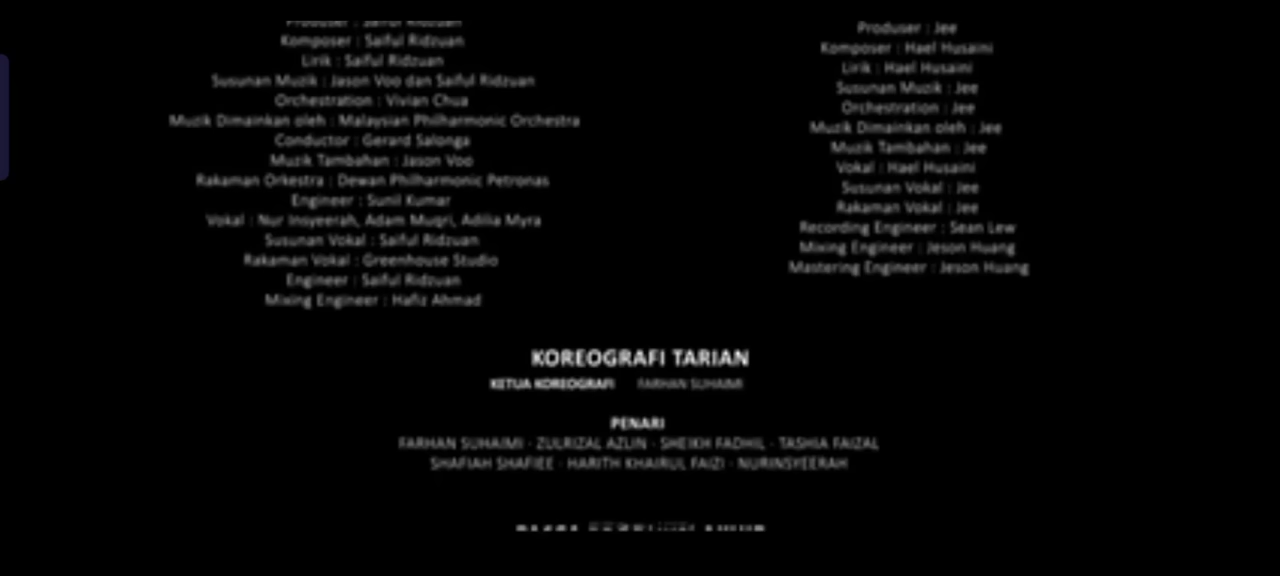 Produser : Saiful Ridzuan
Komposer : Saiful Ridzuan
Lirik : Saiful Ridzuan
Susunan Muzik : Jason Voo dan Saiful Ridzuan
Orchestration : Vivian Chua
Muzik Dimainkan oleh : Malaysian Philharmonic Orchestra
Conductor : Gerard Salonga
Muzik Tambahan : Jason Voo
Rakaman Orkestra : Dewan Philharmonic Petronas
Engineer : Sunil Kumar
Vokal : Nur Insyeerah, Adam Muqri, Adilia Myra
Susunan Vokal : Saiful Ridzuan
Rakaman Vokal : Greenhouse Studio
Engineer : Saiful Ridzuan
Mixing Engineer : Hafiz Ahmad
Produser : Jee
Komposer : Hael Husaini
Lirik : Hael Husaini
Susunan Muzik : Jee
Orchestration : Jee
Muzik Dimainkan oleh : Jee
Muzik Tambahan : Jee
Vokal : Hael Husaini
Susunan Vokal : Jee
Rakaman Vokal : Jee
Recording Engineer : Sean Lew
Mixing Engineer : Jeson Huang
Mastering Engineer : Jeson Huang
KOREOGRAFI TARIAN
KETUA KOREOGRAFI FARHAN SUHAIMI
PENARI
FARHAN SUHAIMI · ZULRIZAL AZLIN · SHEIKH FADHIL · TASHIA FAIZAL
SHAFIAH SHAFIEE · HARITH KHAIRUL FAIZI · NURINSYEERAH